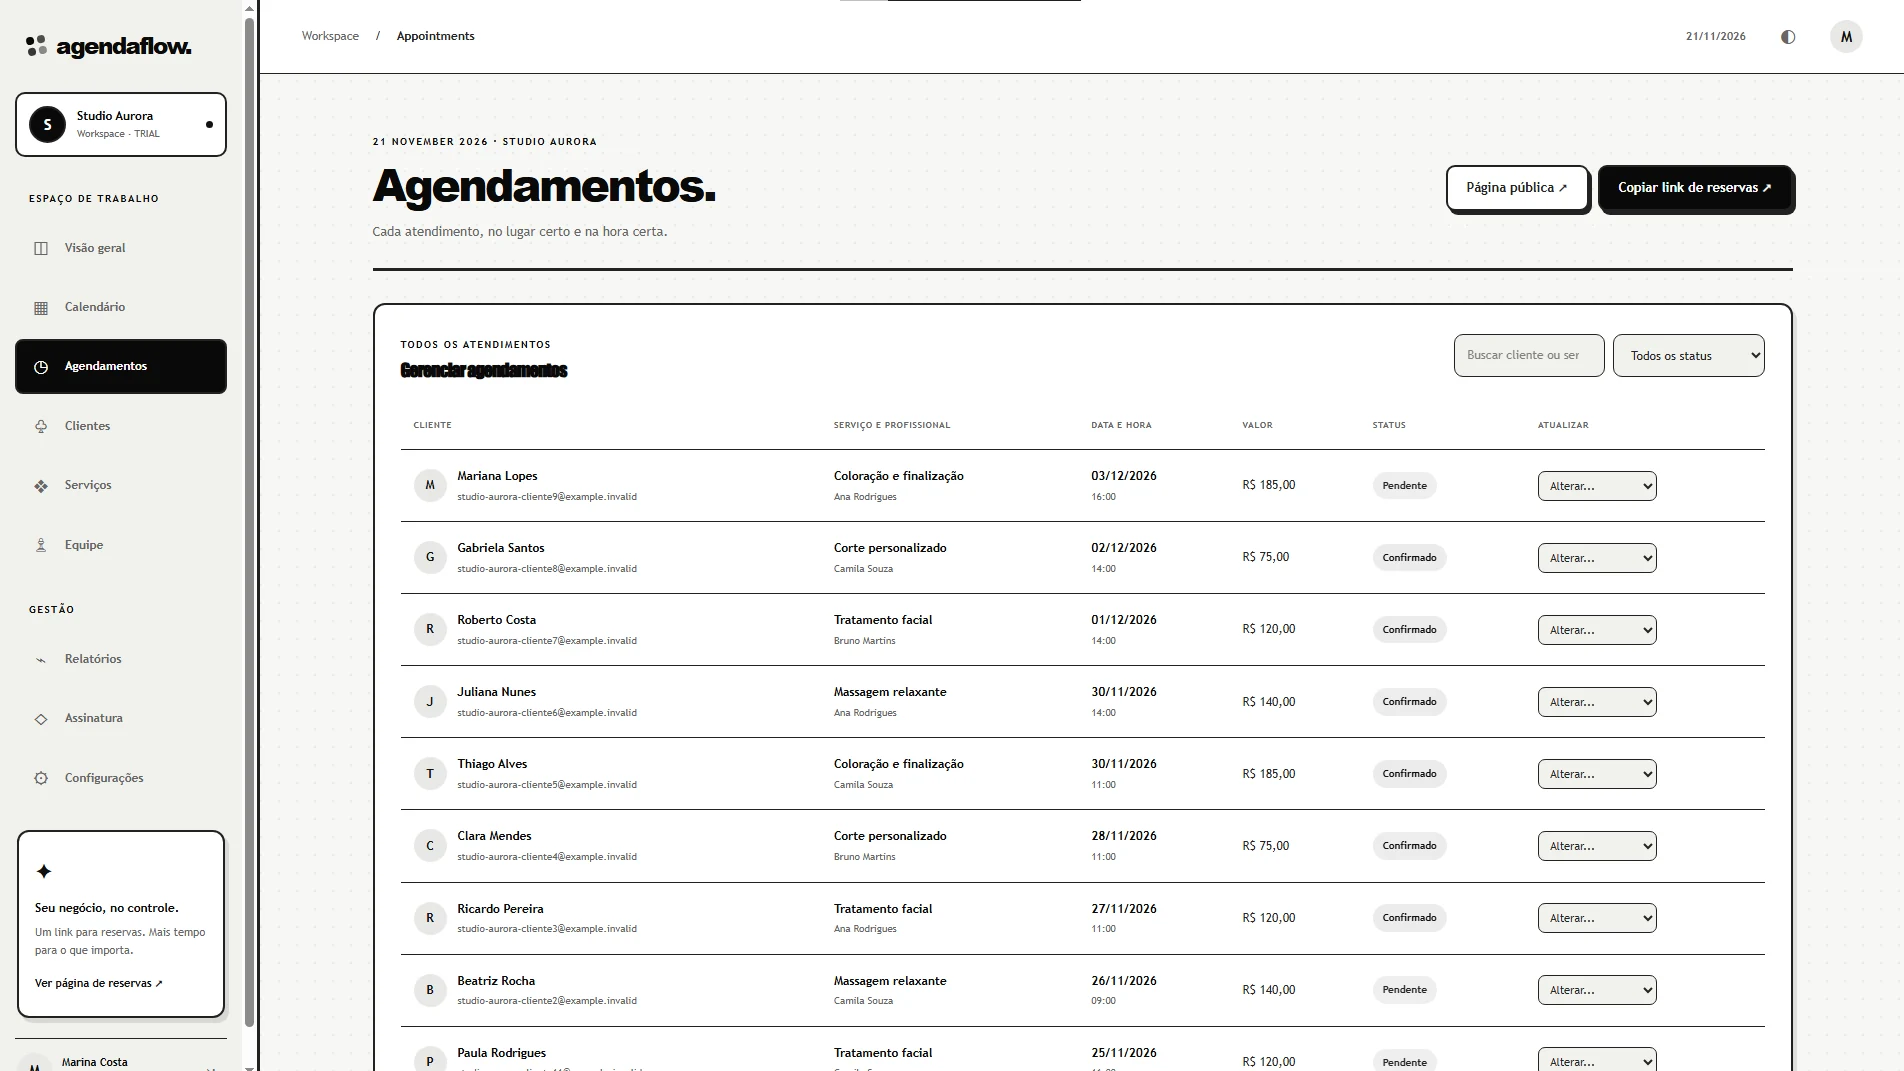 agendaflow.
S
Studio Aurora
Workspace - TRIAL
ESPAÇO DE TRABALHO
Visão geral
Calendário
Agendamentos
Clientes
Serviços
Equipe
GESTÃO
Relatórios
Assinatura
Configurações
Seu negócio, no controle.
Um link para reservas. Mais tempo
para o que importa.
Ver página de reservas ↗
M
Marina Costa
Workspace / Appointments
21/11/2026
M
21 NOVEMBER 2026 · STUDIO AURORA
Agendamentos.
Cada atendimento, no lugar certo e na hora certa.
Página pública ↗
Copiar link de reservas ↗
TODOS OS ATENDIMENTOS
Gerenciar agendamentos
Buscar cliente ou ser
Todos os status
CLIENTE SERVIÇO E PROFISSIONAL DATA E HORA VALOR STATUS ATUALIZAR
M Mariana Lopes Coloração e finalização 03/12/2026 R$ 185,00 Pendente Alterar...
studio-aurora-cliente9@example.invalid Ana Rodrigues 16:00
G Gabriela Santos Corte personalizado 02/12/2026 R$ 75,00 Confirmado Alterar...
studio-aurora-cliente8@example.invalid Camila Souza 14:00
R Roberto Costa Tratamento facial 01/12/2026 R$ 120,00 Confirmado Alterar...
studio-aurora-cliente7@example.invalid Bruno Martins 14:00
J Juliana Nunes Massagem relaxante 30/11/2026 R$ 140,00 Confirmado Alterar...
studio-aurora-cliente6@example.invalid Ana Rodrigues 14:00
T Thiago Alves Coloração e finalização 30/11/2026 R$ 185,00 Confirmado Alterar...
studio-aurora-cliente5@example.invalid Camila Souza 11:00
C Clara Mendes Corte personalizado 28/11/2026 R$ 75,00 Confirmado Alterar...
studio-aurora-cliente4@example.invalid Bruno Martins 11:00
R Ricardo Pereira Tratamento facial 27/11/2026 R$ 120,00 Confirmado Alterar...
studio-aurora-cliente3@example.invalid Ana Rodrigues 11:00
B Beatriz Rocha Massagem relaxante 26/11/2026 R$ 140,00 Pendente Alterar...
studio-aurora-cliente2@example.invalid Camila Souza 09:00
P Paula Rodrigues Tratamento facial 25/11/2026 R$ 120,00 Pendente Alterar...